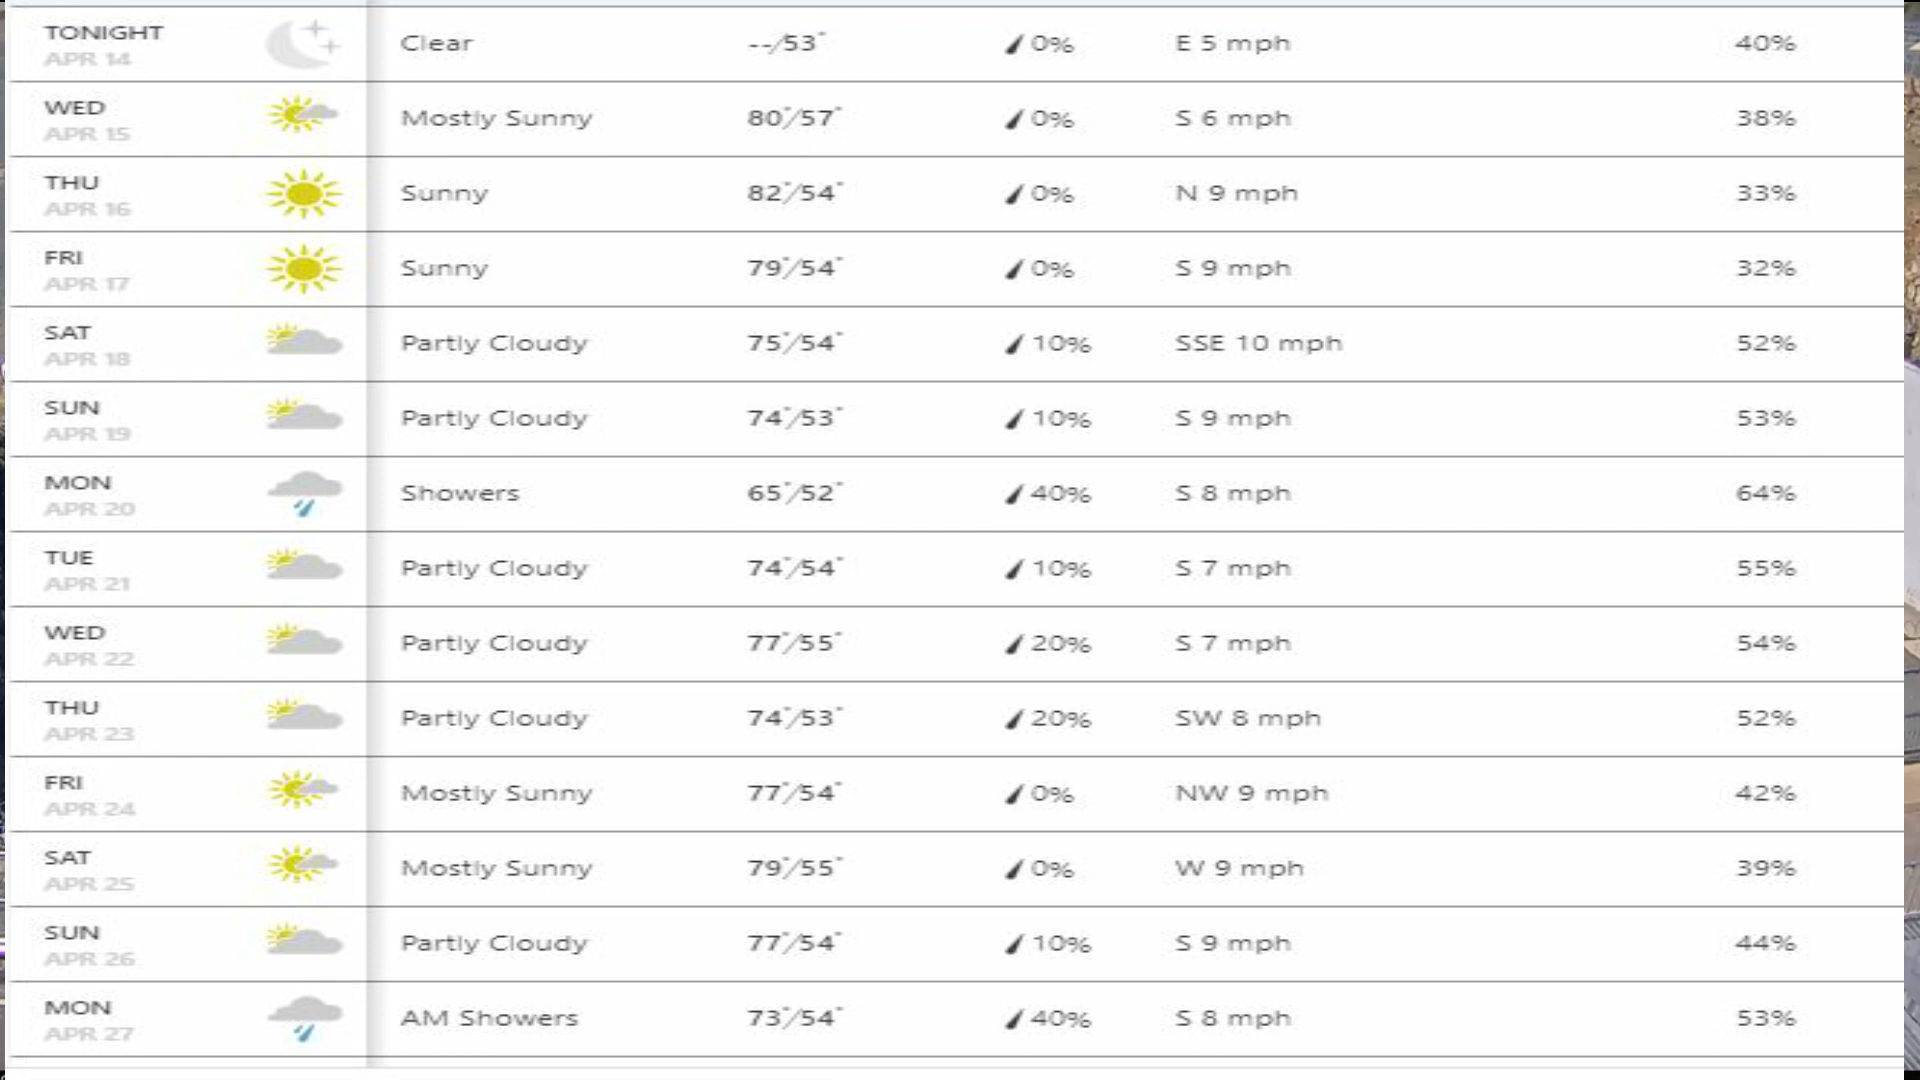 TONIGHT
APR 14
Clear --/53° 0% E 5 mph 40%
WED
APR 15
Mostly Sunny 80°/57° 0% S 6 mph 38%
THU
APR 16
Sunny 82°/54° 0% N 9 mph 33%
FRI
APR 17
Sunny 79°/54° 0% S 9 mph 32%
SAT
APR 18
Partly Cloudy 75°/54° 10% SSE 10 mph 52%
SUN
APR 19
Partly Cloudy 74°/53° 10% S 9 mph 53%
MON
APR 20
Showers 65°/52° 40% S 8 mph 64%
TUE
APR 21
Partly Cloudy 74°/54° 10% S 7 mph 55%
WED
APR 22
Partly Cloudy 77°/55° 20% S 7 mph 54%
THU
APR 23
Partly Cloudy 74°/53° 20% SW 8 mph 52%
FRI
APR 24
Mostly Sunny 77°/54° 0% NW 9 mph 42%
SAT
APR 25
Mostly Sunny 79°/55° 0% W 9 mph 39%
SUN
APR 26
Partly Cloudy 77°/54° 10% S 9 mph 44%
MON
APR 27
AM Showers 73°/54° 40% S 8 mph 53%